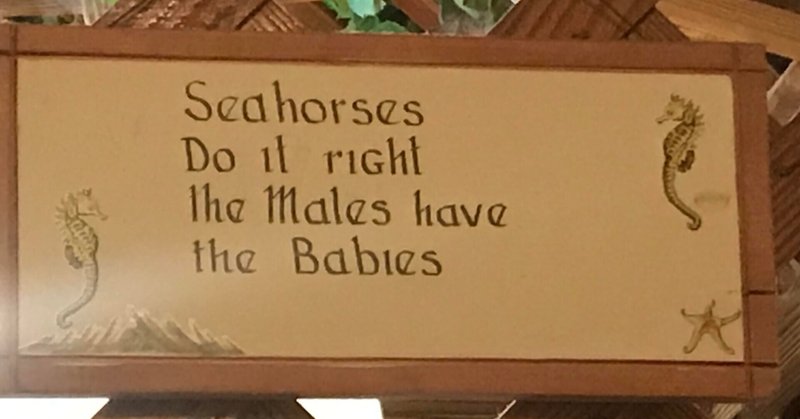 Seahorses
Do it right
the Males have
the Babies